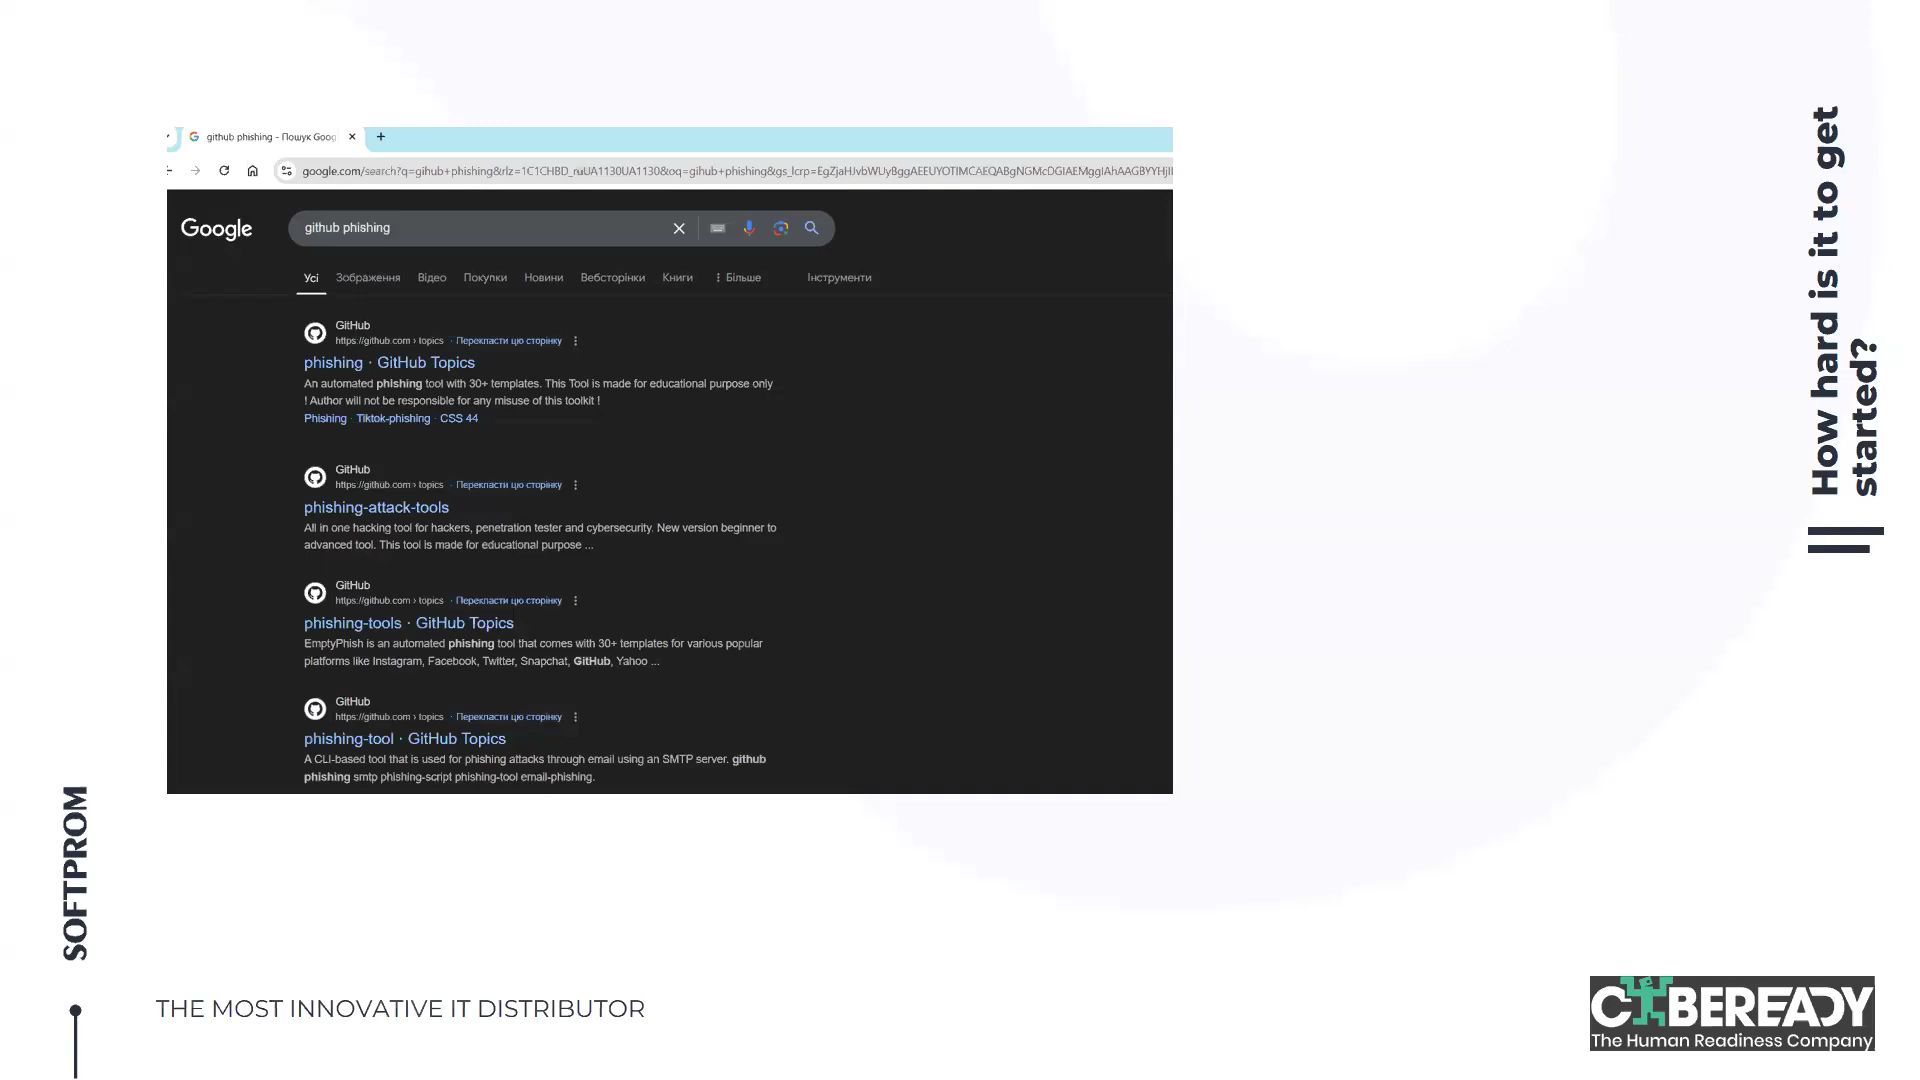 github phishing - Пошук Goog
google.com/search?q=gihub+phishing&rlz=1C1CHBD_ruUA1130UA1130&oq=gihub+phishing&gs_lcrp=EgZjaHJvbWUyBggAEEUYOTIMCAEQABgNGMcDGIAEMggIAhAAGBYYHjI
Google
github phishing
Усі Зображення Відео Покупки Новини Вебсторінки Книги Більше Інструменти
GitHub
https://github.com › topics · Перекласти цю сторінку
phishing · GitHub Topics
An automated phishing tool with 30+ templates. This Tool is made for educational purpose only
! Author will not be responsible for any misuse of this toolkit !
Phishing · Tiktok-phishing · CSS 44
GitHub
https://github.com › topics · Перекласти цю сторінку
phishing-attack-tools
All in one hacking tool for hackers, penetration tester and cybersecurity. New version beginner to
advanced tool. This tool is made for educational purpose ...
GitHub
https://github.com › topics · Перекласти цю сторінку
phishing-tools · GitHub Topics
EmptyPhish is an automated phishing tool that comes with 30+ templates for various popular
platforms like Instagram, Facebook, Twitter, Snapchat, GitHub, Yahoo ...
GitHub
https://github.com › topics · Перекласти цю сторінку
phishing-tool · GitHub Topics
A CLI-based tool that is used for phishing attacks through email using an SMTP server. github
phishing smtp phishing-script phishing-tool email-phishing.
How hard is it to get
started?
SOFTPROM
THE MOST INNOVATIVE IT DISTRIBUTOR
CYBEREADY
The Human Readiness Company